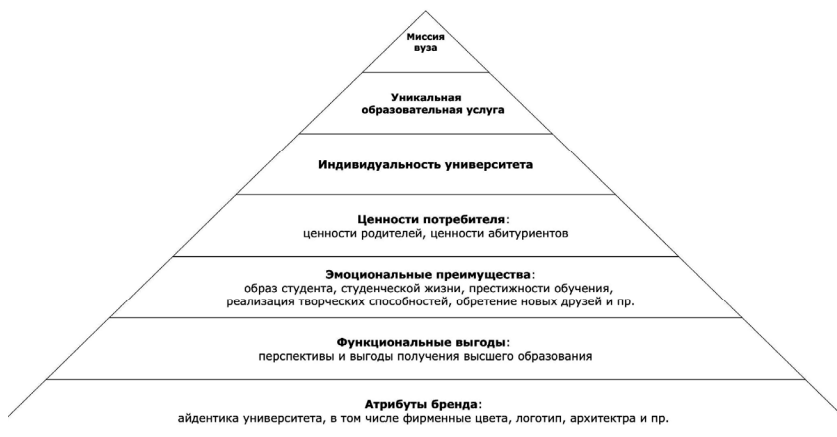 Миссия
вуза
Уникальная
образовательная услуга
Индивидуальность университета
Ценности потребителя:
ценности родителей, ценности абитуриентов
Эмоциональные преимущества:
образ студента, студенческой жизни, престижности обучения,
реализация творческих способностей, обретение новых друзей и пр.
Функциональные выгоды:
перспективы и выгоды получения высшего образования
Атрибуты бренда:
айдентика университета, в том числе фирменные цвета, логотип, архитектра и пр.